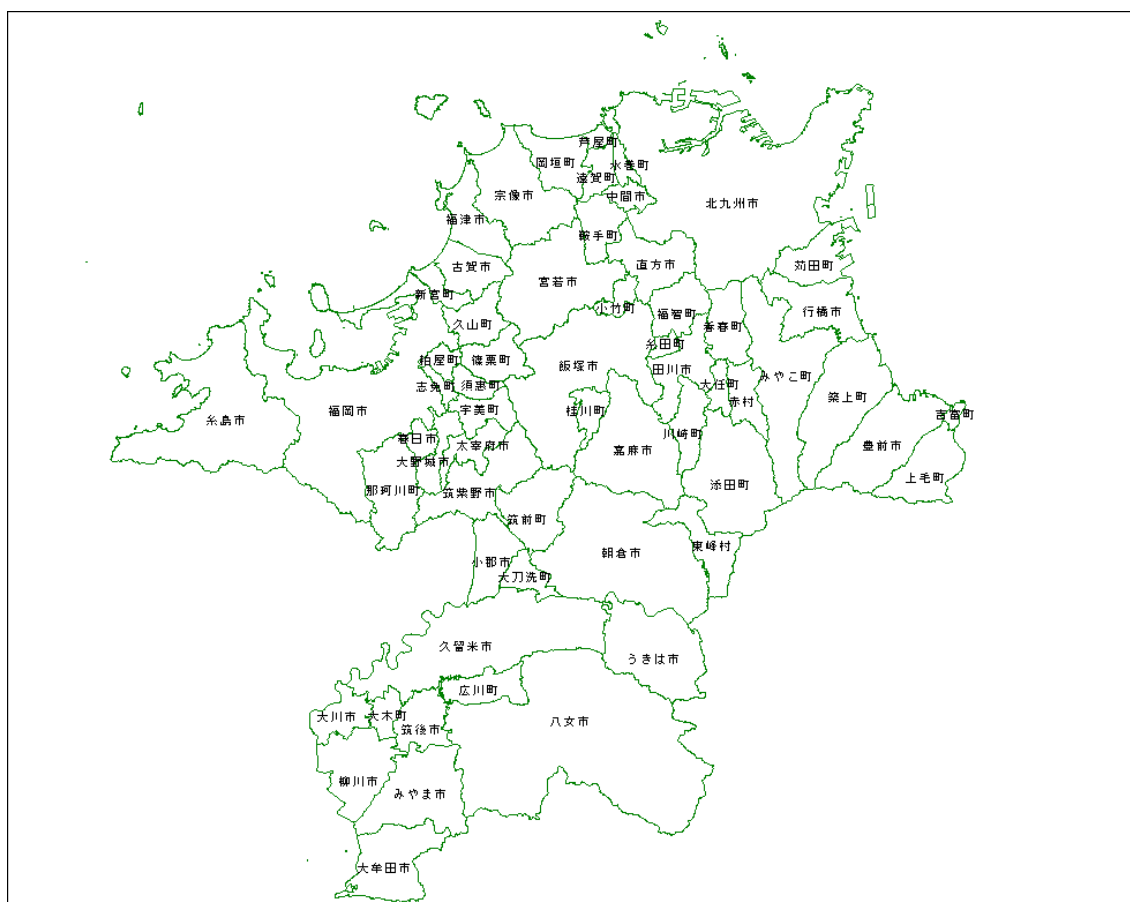 芦屋町
岡垣町
水巻町
遠賀町
宗像市
中間市
北九州市
福津市
鞍手町
古賀市
直方市
苅田町
宮若市
新宮町
小竹町
行橋市
久山町
福智町
香春町
糸田町
粕屋町
篠栗町
飯塚市
田川市
みやこ町
志免町
須恵町
大任町
赤村
築上町
糸島市
福岡市
宇美町
桂川町
吉富町
春日市
太宰府市
川崎町
嘉麻市
豊前市
大野城市
上毛町
那珂川町
筑紫野市
添田町
筑前町
東峰村
朝倉市
小郡市
大刀洗町
久留米市
うきは市
広川町
大川市
大木町
八女市
筑後市
柳川市
みやま市
大牟田市